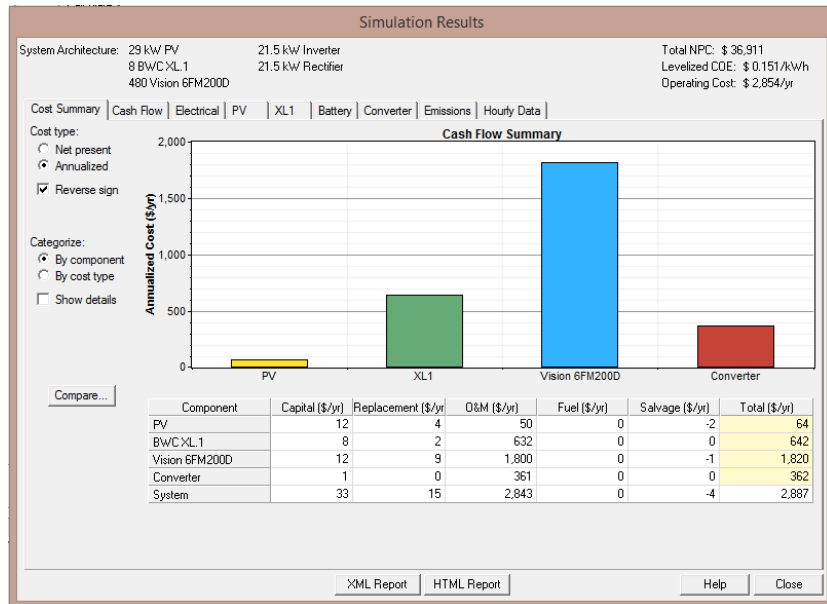 Simulation Results
System Architecture: 29 kW PV 21.5 kW Inverter Total NPC: $ 36,911
8 BWC XL.1 21.5 kW Rectifier Levelized COE: $ 0.151/kWh
480 Vision 6FM200D Operating Cost: $ 2,854/yr
Cost Summary Cash Flow Electrical PV XL1 Battery Converter Emissions Hourly Data
Cost type:
Net present
Annualized
Reverse sign
Categorize:
By component
By cost type
Show details
Compare...
Cash Flow Summary
Annualized Cost ($/yr)
2,000
1,500
1,000
500
0
PV XL1 Vision 6FM200D Converter
Component Capital ($/yr) Replacement ($/yr) O&M ($/yr) Fuel ($/yr) Salvage ($/yr) Total ($/yr)
PV 12 4 50 0 -2 64
BWC XL.1 8 2 632 0 0 642
Vision 6FM200D 12 9 1,800 0 -1 1,820
Converter 1 0 361 0 0 362
System 33 15 2,843 0 -4 2,887
XML Report HTML Report Help Close